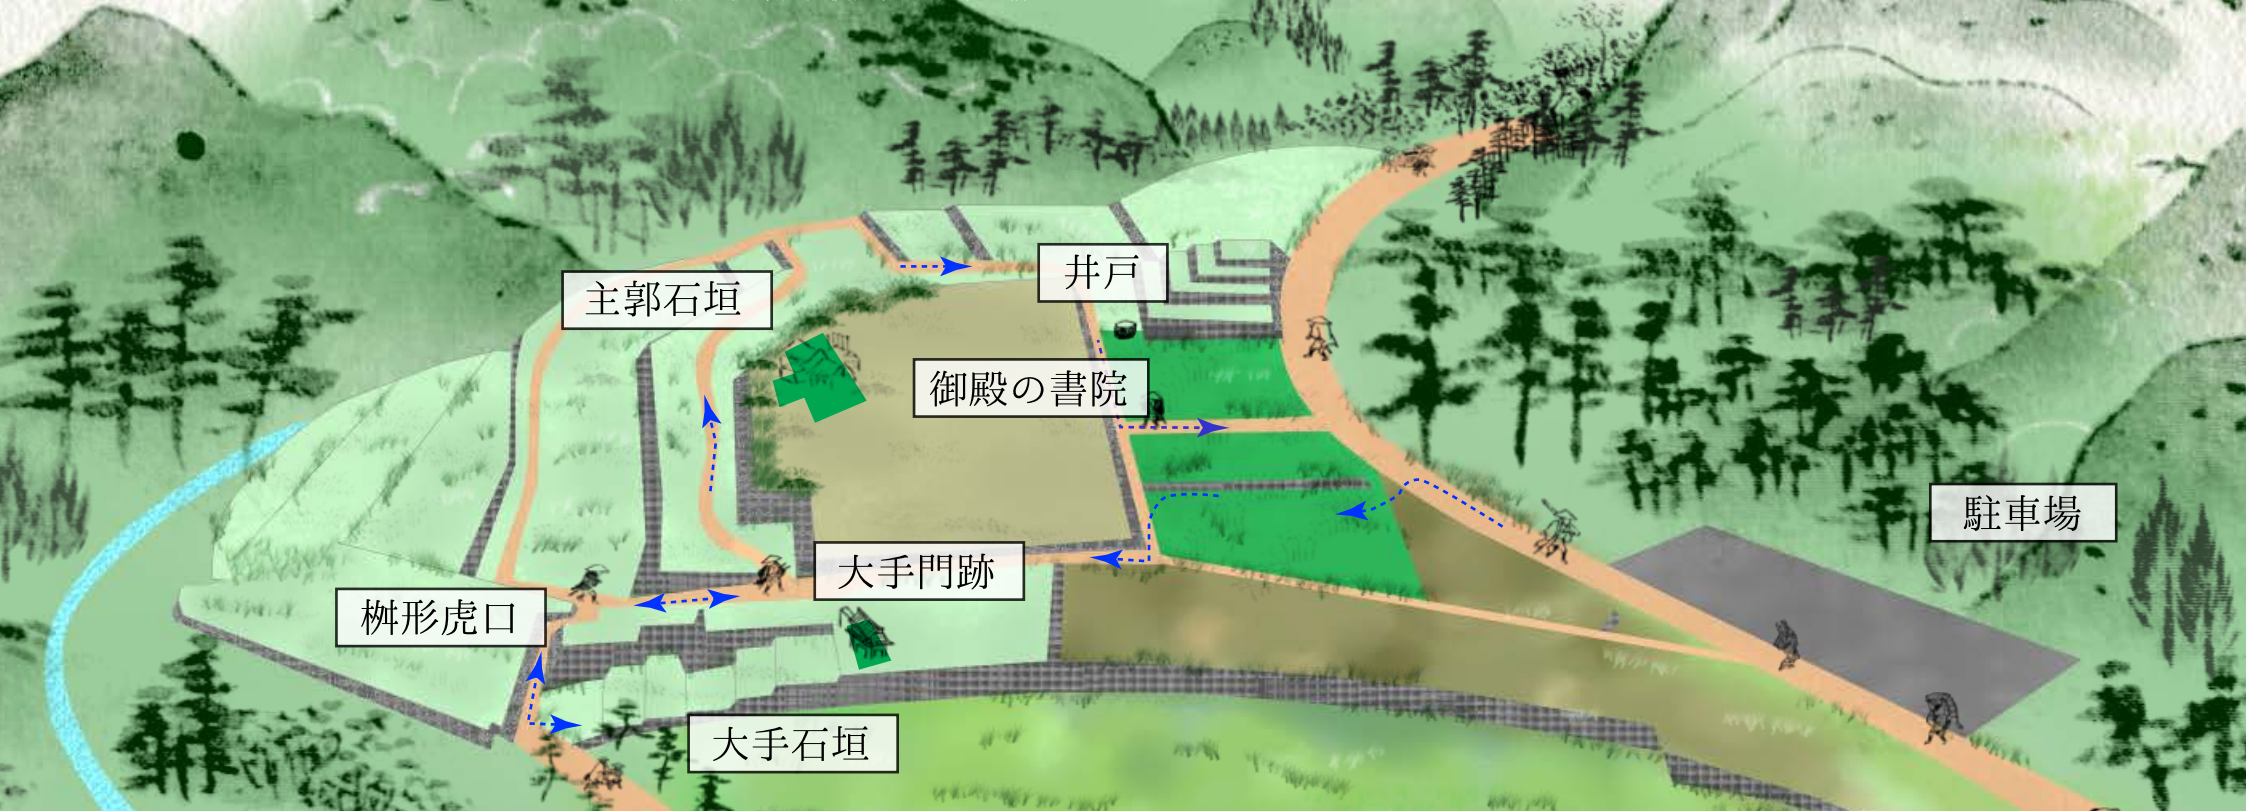 井戸
主郭石垣
御殿の書院
駐車場
大手門跡
桝形虎口
大手石垣